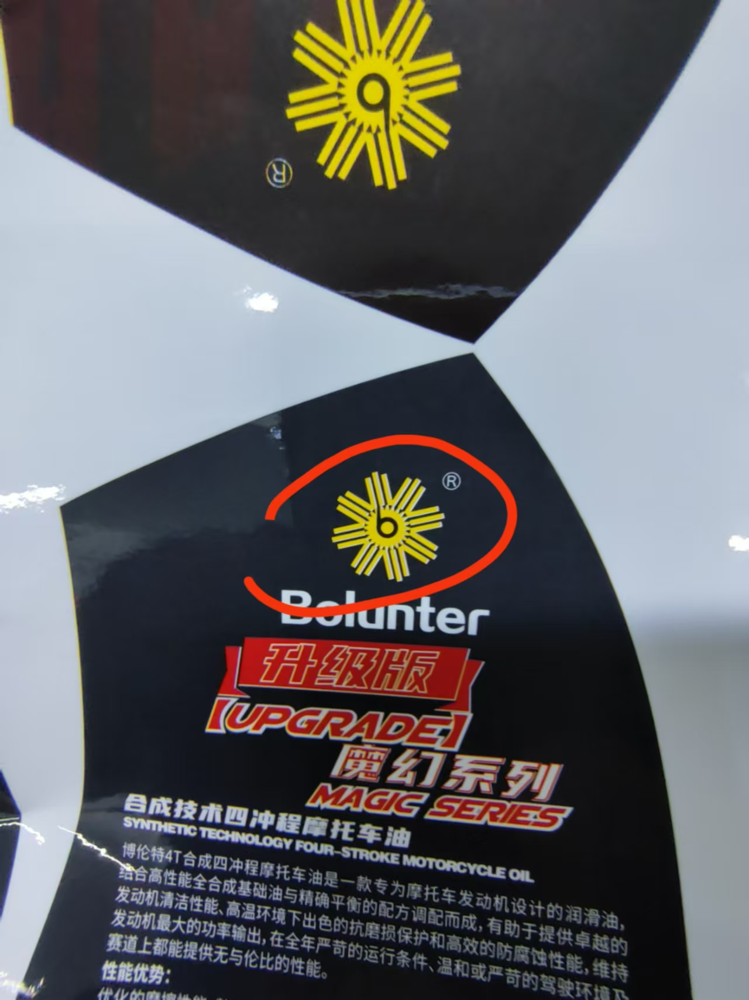 b
®
b
®
Bolunter
升级版
【UPGRADE】
魔幻系列
MAGIC SERIES
合成技术四冲程摩托车油
SYNTHETIC TECHNOLOGY FOUR-STROKE MOTORCYCLE OIL
博伦特4T合成四冲程摩托车油是一款专为摩托车发动机设计的润滑油,
结合高性能全合成基础油与精确平衡的配方调配而成,有助于提供卓越的
发动机清洁性能、高温环境下出色的抗磨损保护和高效的防腐蚀性能,维持
发动机最大的功率输出,在全年严苛的运行条件、温和或严苛的驾驶环境及
赛道上都能提供无与伦比的性能。
性能优势:
优化的摩擦性能